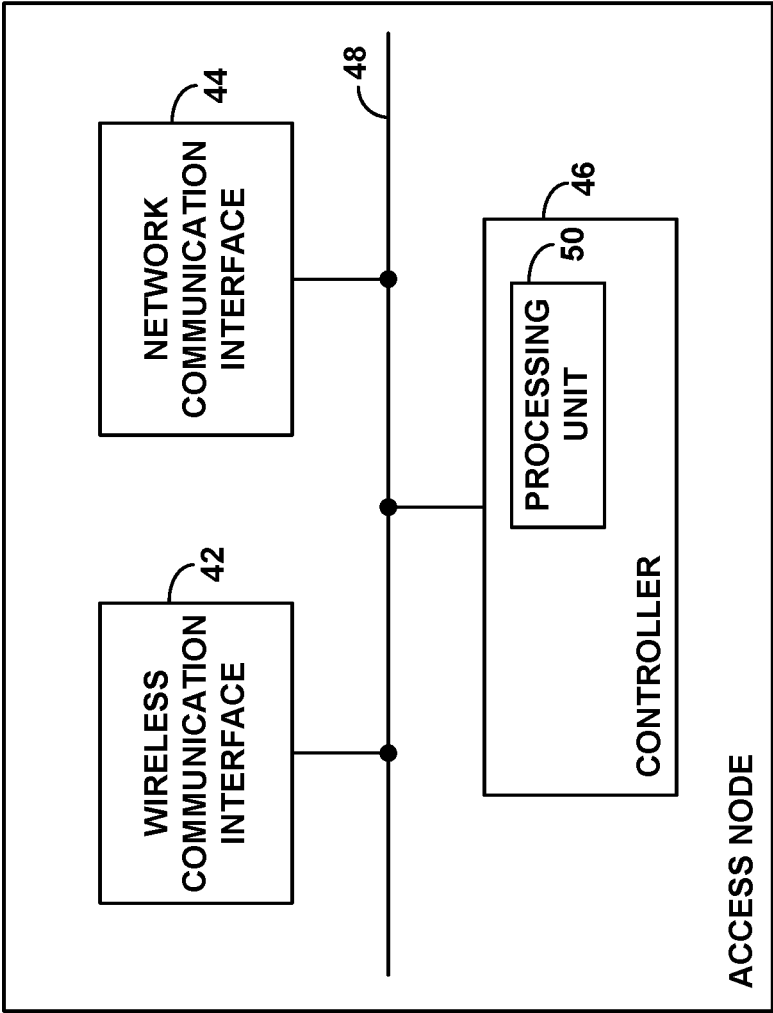 WIRELESS
COMMUNICATION
INTERFACE
42
NETWORK
COMMUNICATION
INTERFACE
44
48
PROCESSING
UNIT
50
CONTROLLER
46
ACCESS NODE